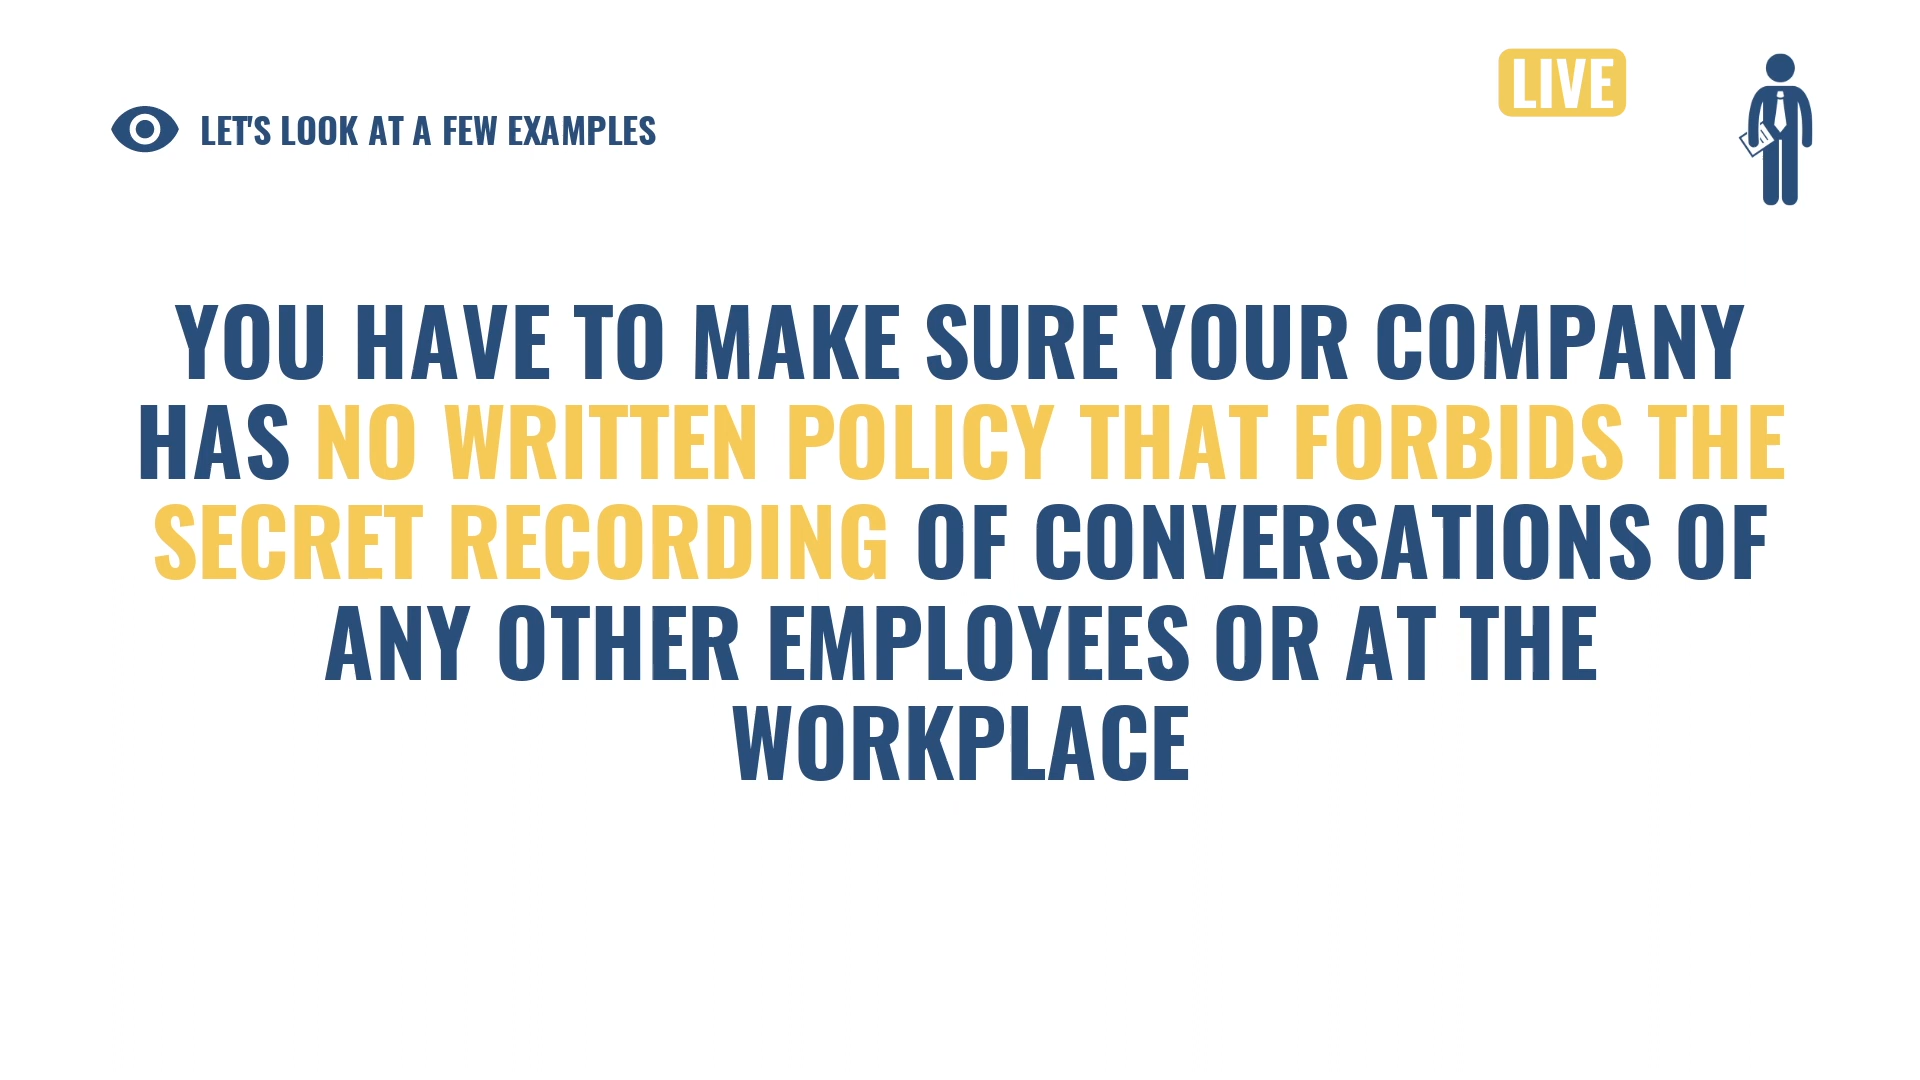 LIVE
LET'S LOOK AT A FEW EXAMPLES
YOU HAVE TO MAKE SURE YOUR COMPANY
HAS NO WRITTEN POLICY THAT FORBIDS THE
SECRET RECORDING OF CONVERSATIONS OF
ANY OTHER EMPLOYEES OR AT THE
WORKPLACE